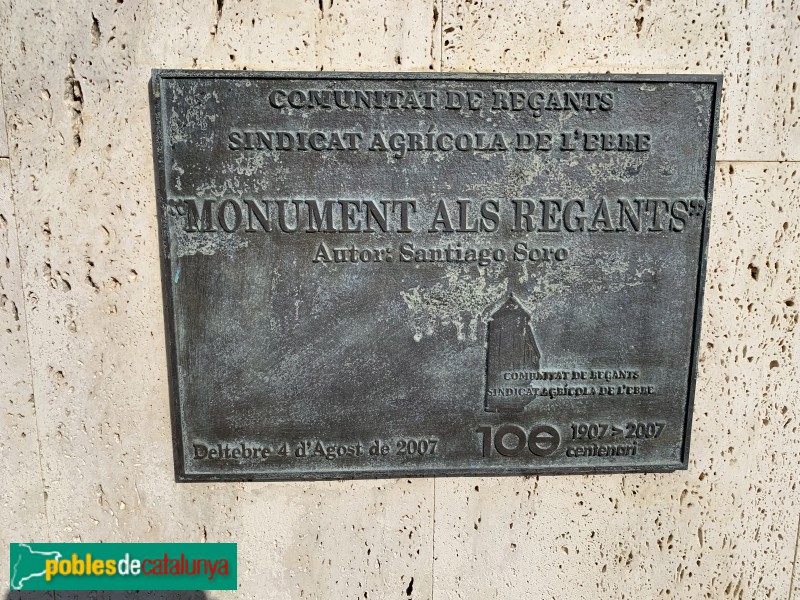 COMUNITAT DE REGANTS
SINDICAT AGRÍCOLA DE L'EBRE
"MONUMENT ALS REGANTS"
Autor: Santiago Soro
COMUNITAT DE REGANTS
SINDICAT AGRÍCOLA DE L'EBRE
Deltebre 4 d'Agost de 2007
100 1907>2007
centenari
poblesdecatalunya